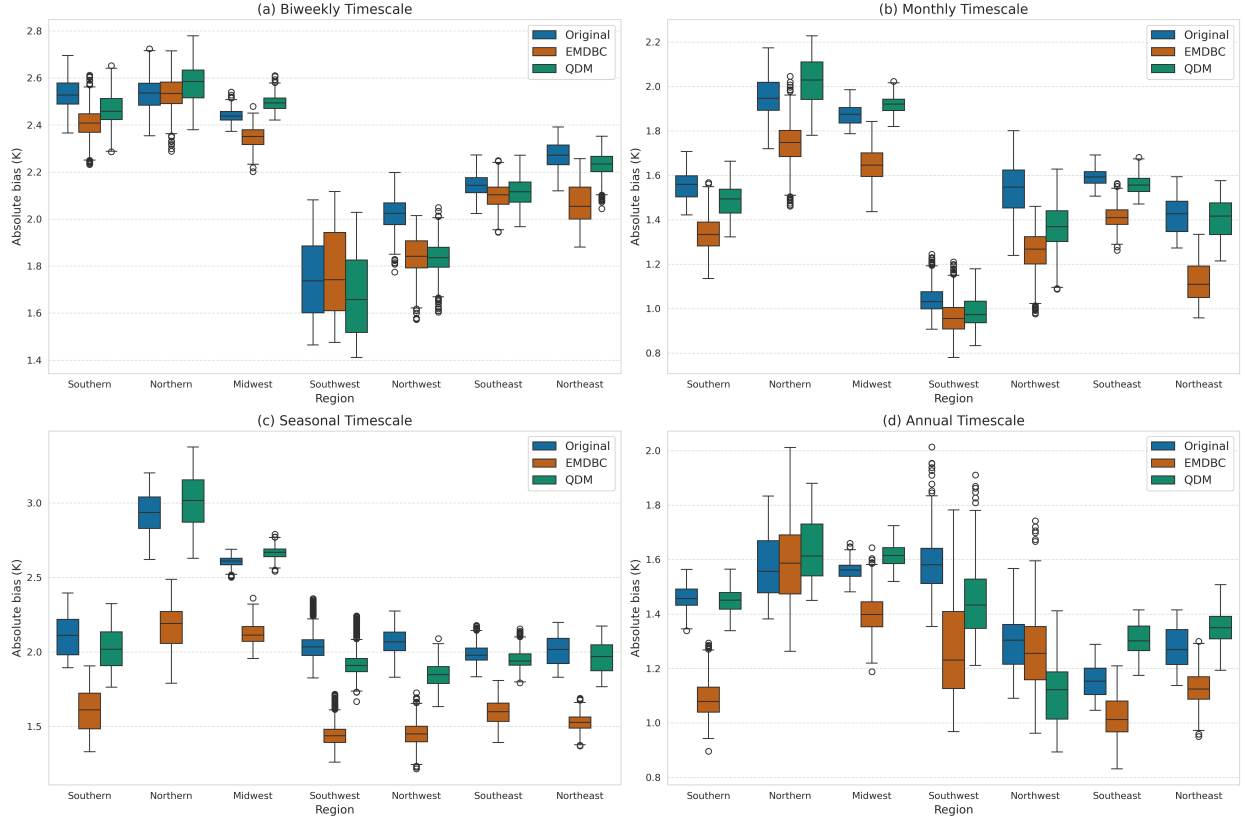 (a) Biweekly Timescale
Absolute bias (K)
2.8
2.6
2.4
2.2
2.0
1.8
1.6
1.4
Original
EMDBC
QDM
Southern Northern Midwest Southwest Northwest Southeast Northeast
Region
(b) Monthly Timescale
Absolute bias (K)
2.2
2.0
1.8
1.6
1.4
1.2
1.0
0.8
Original
EMDBC
QDM
Southern Northern Midwest Southwest Northwest Southeast Northeast
Region
(c) Seasonal Timescale
Absolute bias (K)
3.0
2.5
2.0
1.5
Original
EMDBC
QDM
Southern Northern Midwest Southwest Northwest Southeast Northeast
Region
(d) Annual Timescale
Absolute bias (K)
2.0
1.8
1.6
1.4
1.2
1.0
0.8
Original
EMDBC
QDM
Southern Northern Midwest Southwest Northwest Southeast Northeast
Region